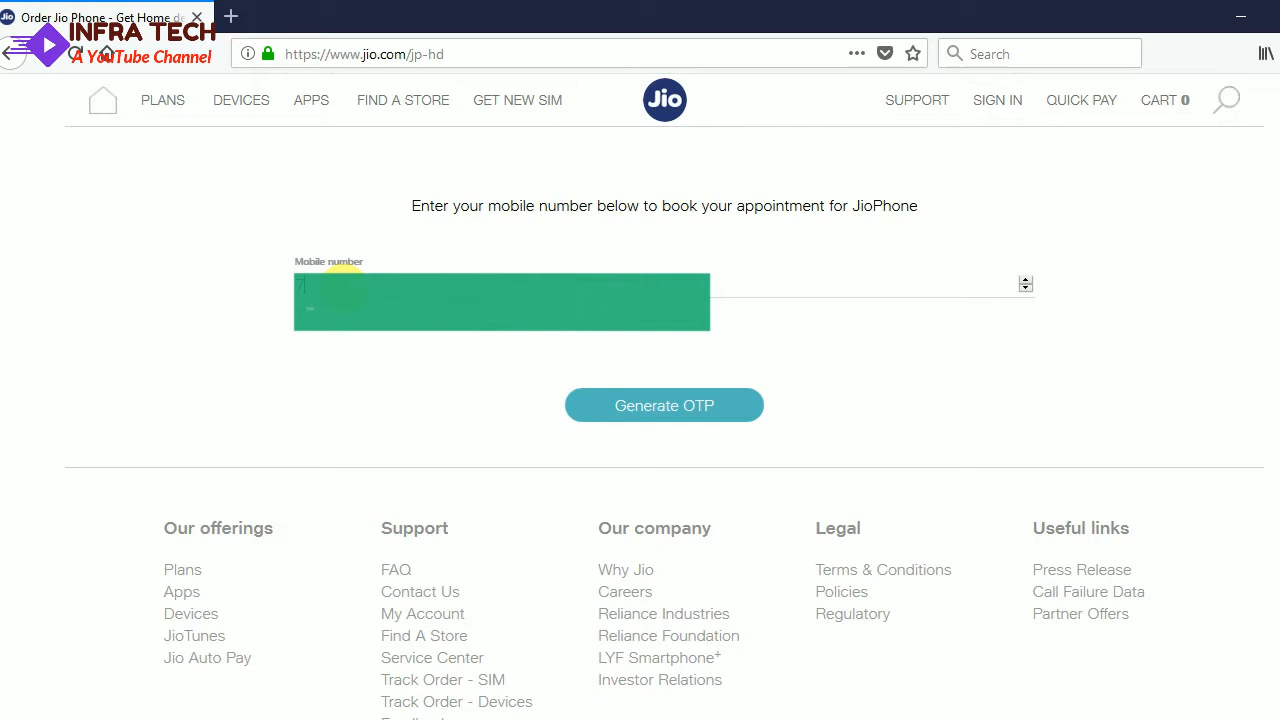 Order Jio Phone - Get Home de
INFRA TECH
A YouTube Channel
https://www.jio.com/jp-hd
Search
PLANS DEVICES APPS FIND A STORE GET NEW SIM Jio SUPPORT SIGN IN QUICK PAY CART 0
Enter your mobile number below to book your appointment for JioPhone
Mobile number
7
Generate OTP
Our offerings Support Our company Legal Useful links
Plans FAQ Why Jio Terms & Conditions Press Release
Apps Contact Us Careers Policies Call Failure Data
Devices My Account Reliance Industries Regulatory Partner Offers
JioTunes Find A Store Reliance Foundation
Jio Auto Pay Service Center LYF Smartphone+
Track Order - SIM Investor Relations
Track Order - Devices